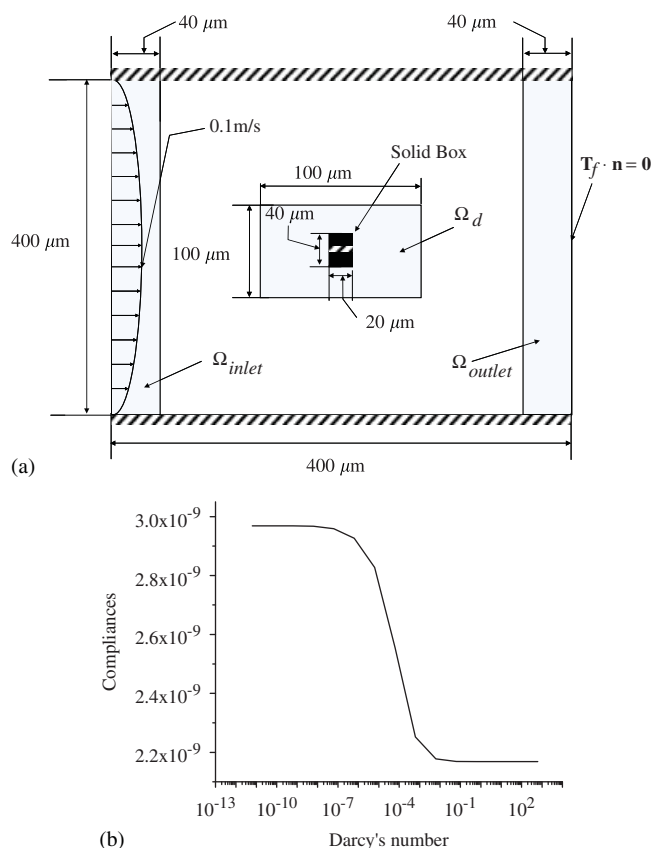 40 μm
40 μm
0.1m/s
Solid Box
T_f · n = 0
100 μm
40 μm
Ω_d
400 μm
100 μm
20 μm
Ω_inlet
Ω_outlet
(a)
400 μm
3.0x10^-9
2.8x10^-9
2.6x10^-9
2.4x10^-9
2.2x10^-9
Compliances
10^-13 10^-10 10^-7 10^-4 10^-1 10^2
(b)
Darcy's number